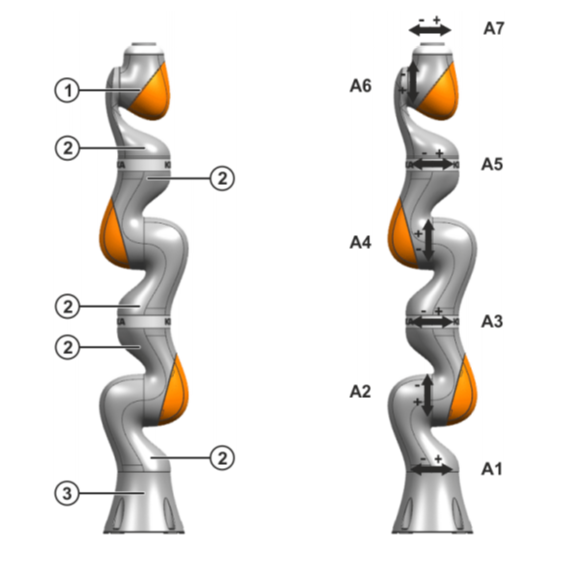 - +
A7
1
-
+
A6
2
- +
A5
2
+
-
A4
2
- +
A3
2
-
+
A2
2
- +
A1
3